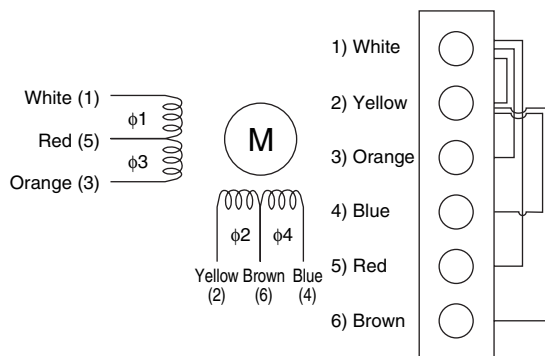 White (1)
ϕ1
Red (5)
ϕ3
Orange (3)
M
ϕ2
ϕ4
Yellow Brown Blue
(2) (6) (4)
1) White
2) Yellow
3) Orange
4) Blue
5) Red
6) Brown